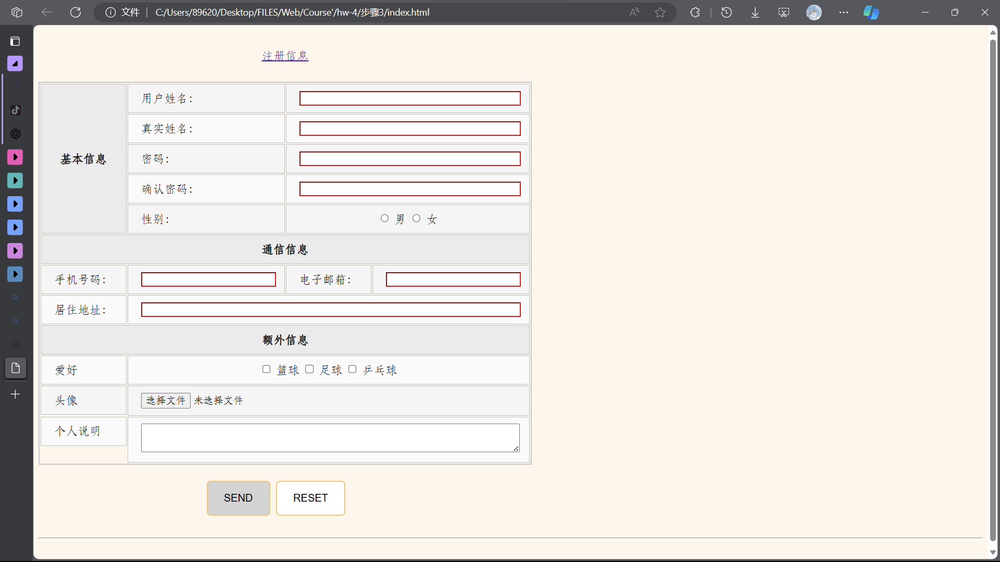 文件 C:/Users/89620/Desktop/FILES/Web/Course'/hw-4/步骤3/index.html
注册信息
基本信息
用户姓名：
真实姓名：
密码：
确认密码：
性别：
男 女
通信信息
手机号码：
电子邮箱：
居住地址：
额外信息
爱好
篮球 足球 乒乓球
头像
选择文件 未选择文件
个人说明
SEND RESET